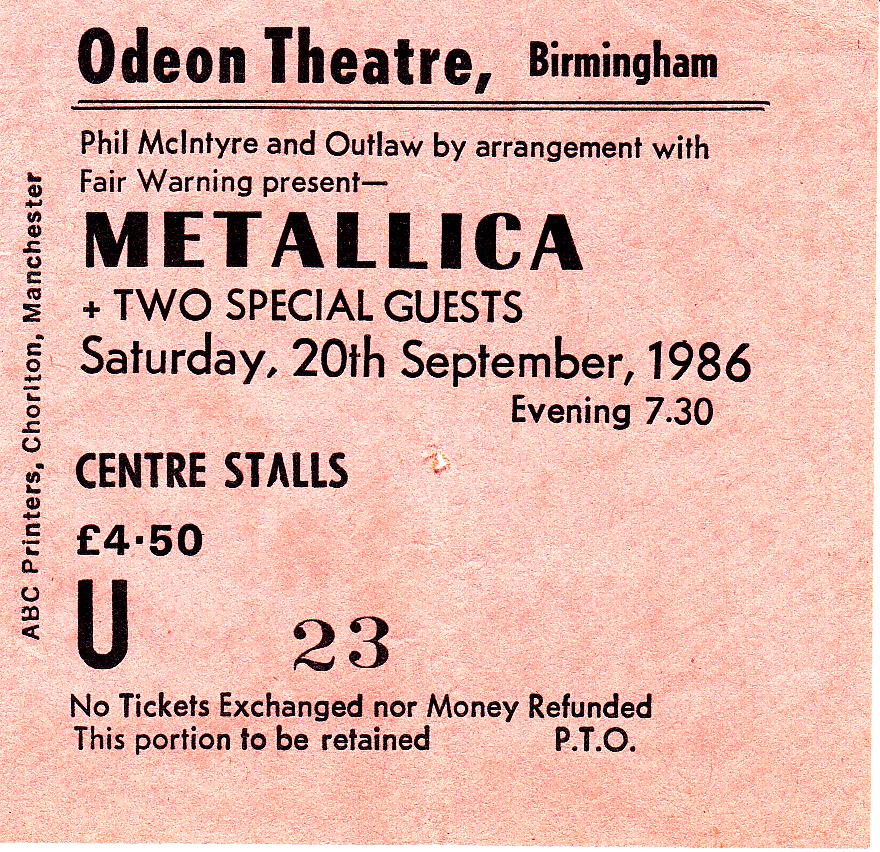 Odeon Theatre, Birmingham
Phil McIntyre and Outlaw by arrangement with
Fair Warning present—
METALLICA
+ TWO SPECIAL GUESTS
Saturday, 20th September, 1986
Evening 7.30
CENTRE STALLS
£4·50
U 23
No Tickets Exchanged nor Money Refunded
This portion to be retained P.T.O.
ABC Printers, Chorlton, Manchester